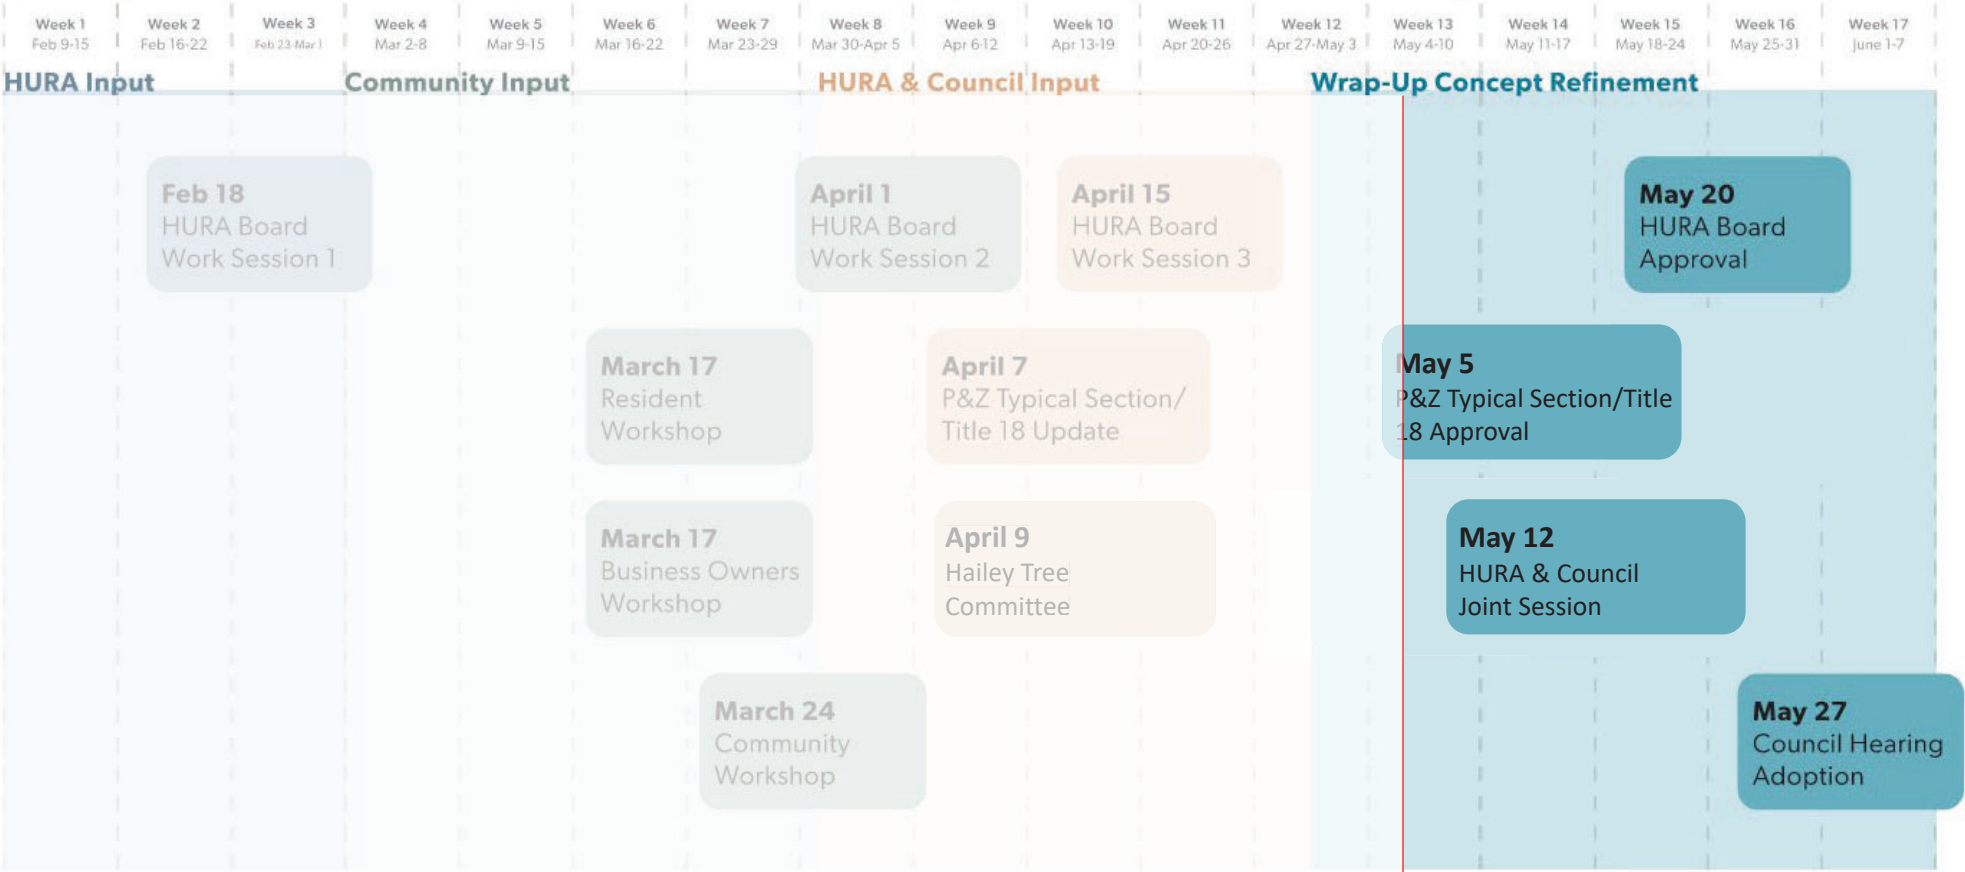 Week 1
Feb 9-15
Week 2
Feb 16-22
Week 3
Feb 23-Mar 1
Week 4
Mar 2-8
Week 5
Mar 9-15
Week 6
Mar 16-22
Week 7
Mar 23-29
Week 8
Mar 30-Apr 5
Week 9
Apr 6-12
Week 10
Apr 13-19
Week 11
Apr 20-26
Week 12
Apr 27-May 3
Week 13
May 4-10
Week 14
May 11-17
Week 15
May 18-24
Week 16
May 25-31
Week 17
June 1-7
HURA Input
Community Input
HURA & Council Input
Wrap-Up Concept Refinement
Feb 18
HURA Board
Work Session 1
April 1
HURA Board
Work Session 2
April 15
HURA Board
Work Session 3
May 20
HURA Board
Approval
March 17
Resident
Workshop
April 7
P&Z Typical Section/
Title 18 Update
May 5
P&Z Typical Section/Title
18 Approval
March 17
Business Owners
Workshop
April 9
Hailey Tree
Committee
May 12
HURA & Council
Joint Session
March 24
Community
Workshop
May 27
Council Hearing
Adoption